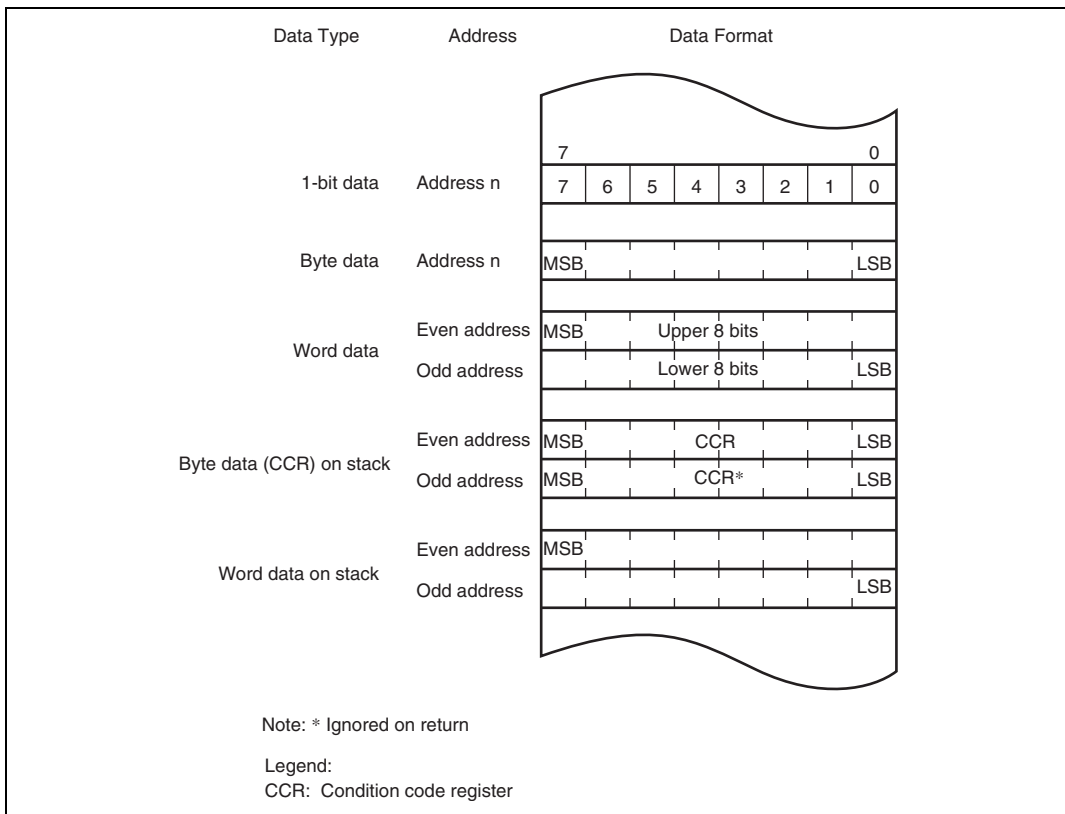 Data Type Address Data Format
7 0
1-bit data Address n 7 6 5 4 3 2 1 0
Byte data Address n MSB LSB
Even address MSB Upper 8 bits
Word data
Odd address Lower 8 bits LSB
Even address MSB CCR LSB
Byte data (CCR) on stack
Odd address MSB CCR* LSB
Even address MSB
Word data on stack
Odd address LSB
Note: * Ignored on return
Legend:
CCR: Condition code register